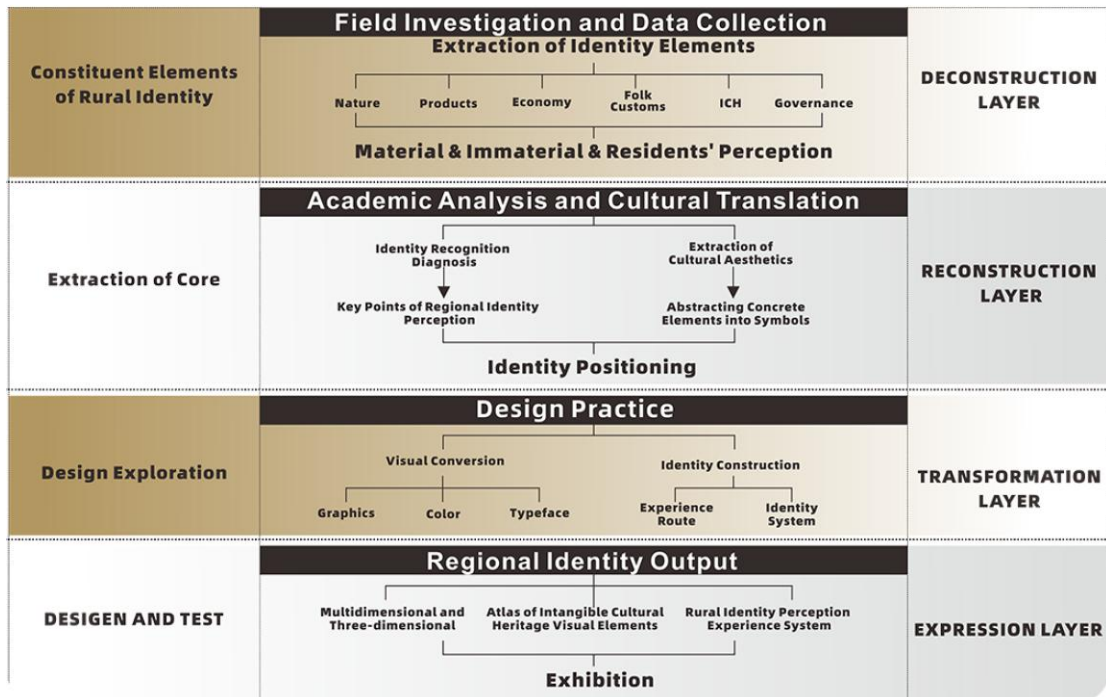 Field Investigation and Data Collection
Extraction of Identity Elements
Constituent Elements
of Rural Identity
Nature
Products
Economy
Folk
Customs
ICH
Governance
Material & Immaterial & Residents' Perception
DECONSTRUCTION
LAYER
Academic Analysis and Cultural Translation
Extraction of Core
Identity Recognition
Diagnosis
Extraction of
Cultural Aesthetics
Key Points of Regional Identity
Perception
Abstracting Concrete
Elements into Symbols
Identity Positioning
RECONSTRUCTION
LAYER
Design Practice
Design Exploration
Visual Conversion
Identity Construction
Graphics
Color
Typeface
Experience
Route
Identity
System
TRANSFORMATION
LAYER
Regional Identity Output
DESIGEN AND TEST
Multidimensional and
Three-dimensional
Atlas of Intangible Cultural
Heritage Visual Elements
Rural Identity Perception
Experience System
Exhibition
EXPRESSION LAYER